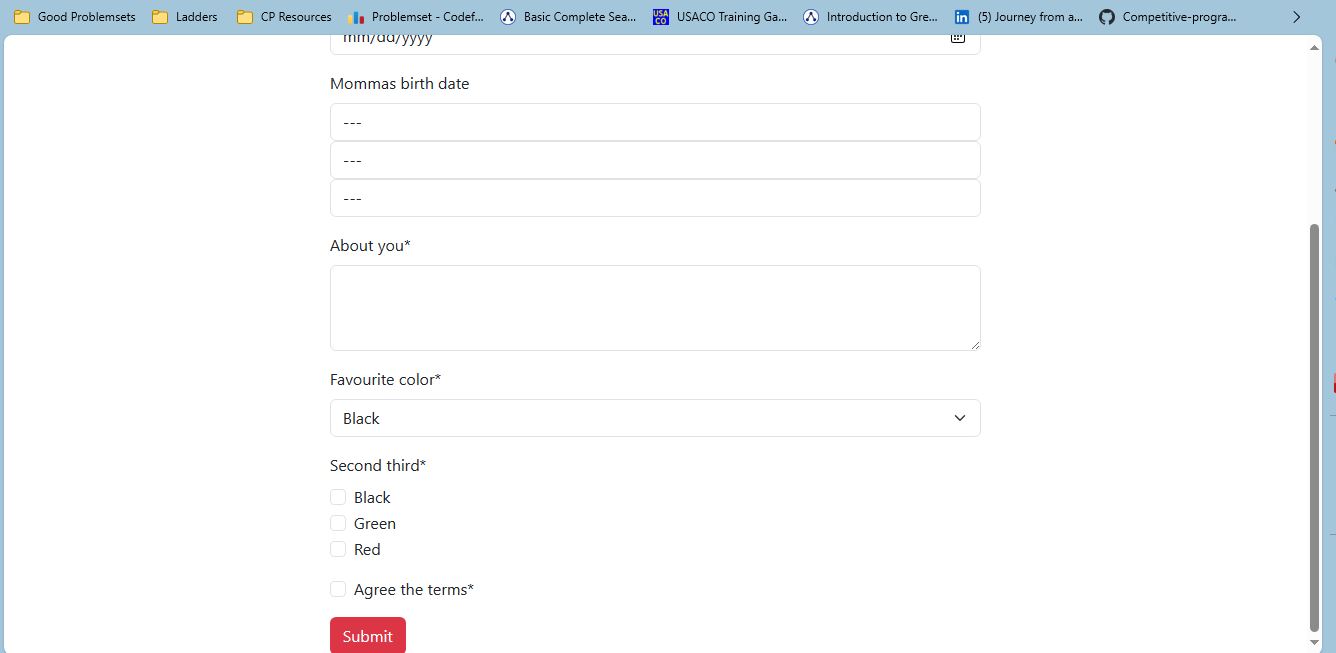 Good Problemsets Ladders CP Resources Problemset - Codef... Basic Complete Sea... USACO Training Ga... Introduction to Gre... (5) Journey from a... Competitive-progra...
mm/dd/yyyy
Mommas birth date
---
---
---
About you*
Favourite color*
Black
Second third*
Black
Green
Red
Agree the terms*
Submit